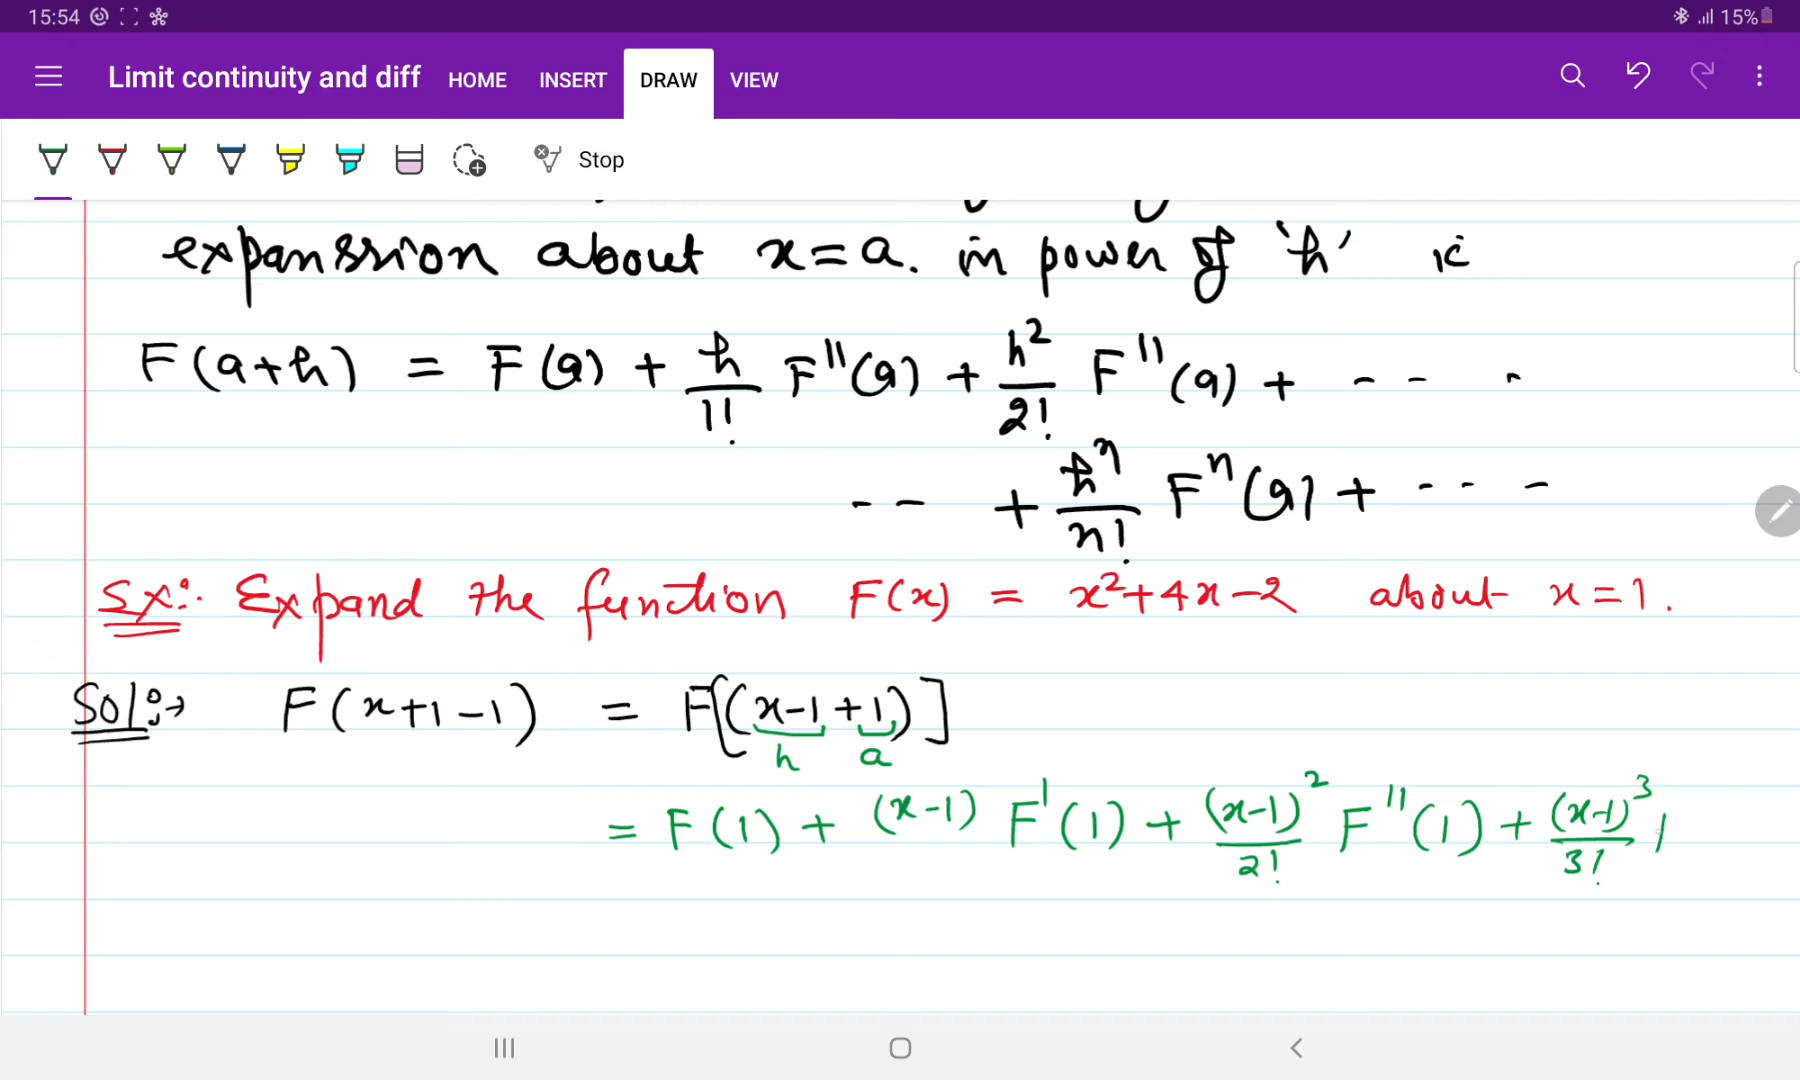 15:54 15%
Limit continuity and diff HOME INSERT DRAW VIEW
Stop
expanssion about x=a. in power of 'h' is
F(a+h) = F(a) + h/1! F''(a) + h²/2! F''(a) + -- -
-- + hⁿ/n! Fⁿ(a) + -- -
Ex:. Expand the function F(x) = x²+4x-2 about x=1.
Sol:→ F(x+1-1) = F[(x-1+1)]
h a
= F(1) + (x-1) F'(1) + (x-1)²/2! F''(1) + (x-1)³/3!